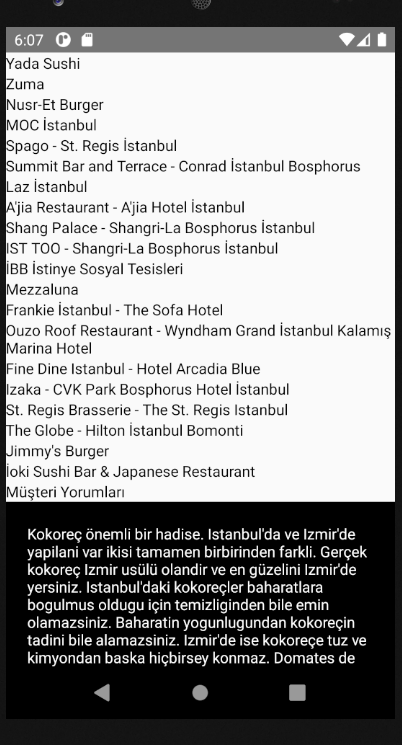 6:07
Yada Sushi
Zuma
Nusr-Et Burger
MOC İstanbul
Spago - St. Regis İstanbul
Summit Bar and Terrace - Conrad İstanbul Bosphorus
Laz İstanbul
A'jia Restaurant - A'jia Hotel İstanbul
Shang Palace - Shangri-La Bosphorus İstanbul
IST TOO - Shangri-La Bosphorus İstanbul
İBB İstinye Sosyal Tesisleri
Mezzaluna
Frankie İstanbul - The Sofa Hotel
Ouzo Roof Restaurant - Wyndham Grand İstanbul Kalamış
Marina Hotel
Fine Dine Istanbul - Hotel Arcadia Blue
Izaka - CVK Park Bosphorus Hotel İstanbul
St. Regis Brasserie - The St. Regis Istanbul
The Globe - Hilton İstanbul Bomonti
Jimmy's Burger
İoki Sushi Bar & Japanese Restaurant
Müşteri Yorumları
Kokoreç önemli bir hadise. Istanbul'da ve Izmir'de
yapilani var ikisi tamamen birbirinden farkli. Gerçek
kokoreç Izmir usülü olandir ve en güzelini Izmir'de
yersiniz. Istanbul'daki kokoreçler baharatlara
bogulmus oldugu için temizliginden bile emin
olamazsiniz. Baharatin yogunlugundan kokoreçin
tadini bile alamazsiniz. Izmir'de ise kokoreçe tuz ve
kimyondan baska hiçbirsey konmaz. Domates de